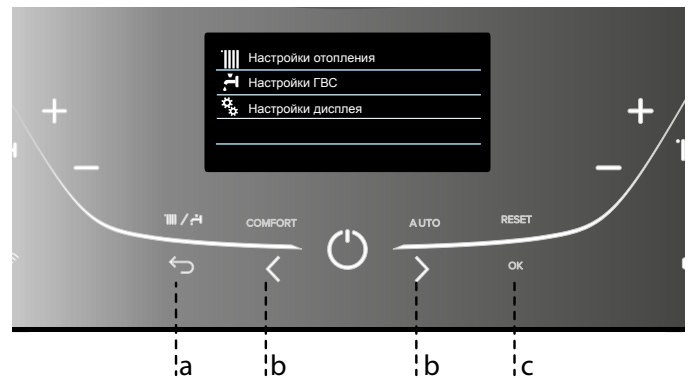 Настройки отопления
Настройки ГВС
Настройки дисплея
+
+
−
−
/
COMFORT
AUTO
RESET
OK
a
b
b
c